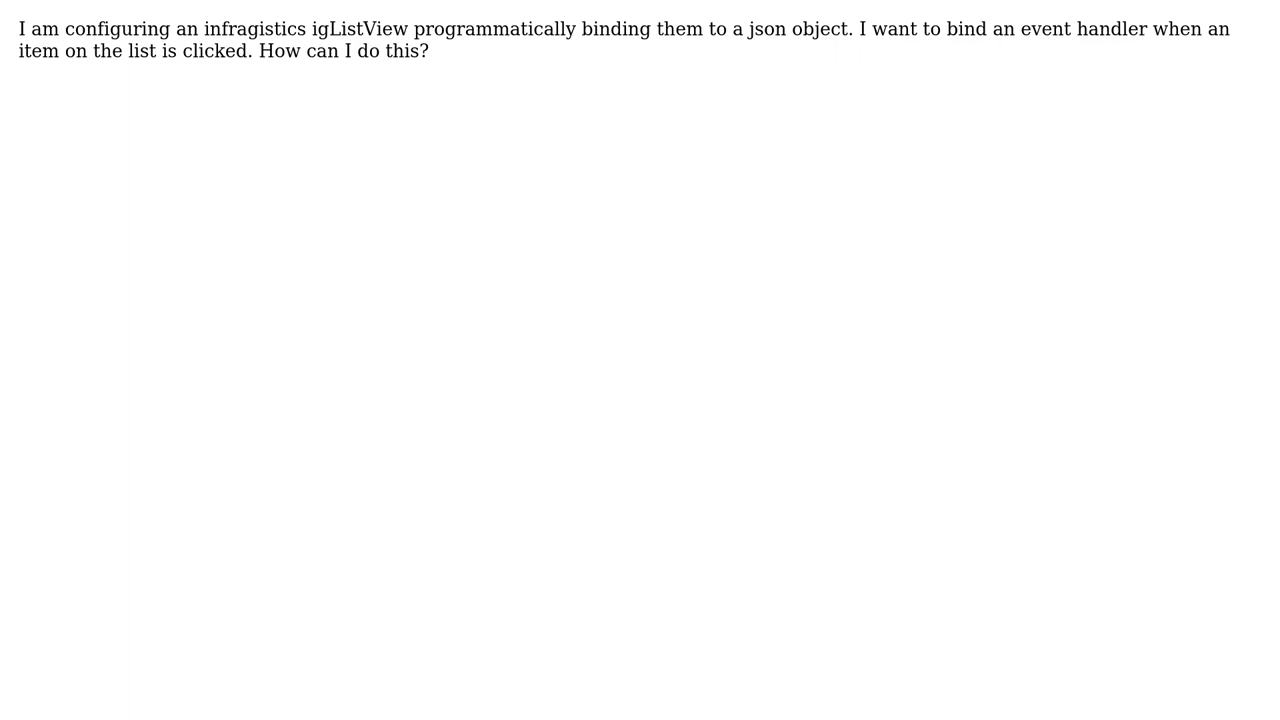 I am configuring an infragistics igListView programmatically binding them to a json object. I want to bind an event handler when an
item on the list is clicked. How can I do this?